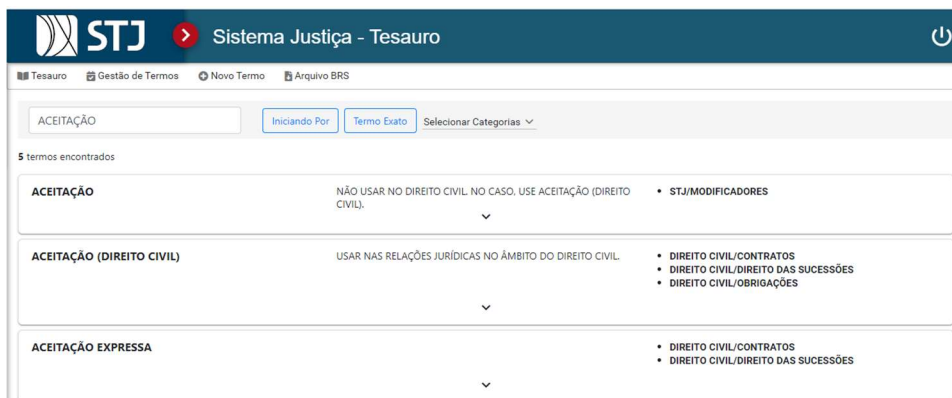 STJ Sistema Justiça - Tesauro
Tesauro Gestão de Termos Novo Termo Arquivo BRS
ACEITAÇÃO Iniciando Por Termo Exato Selecionar Categorias
5 termos encontrados
ACEITAÇÃO
NÃO USAR NO DIREITO CIVIL. NO CASO, USE ACEITAÇÃO (DIREITO
CIVIL).
• STJ/MODIFICADORES
ACEITAÇÃO (DIREITO CIVIL)
USAR NAS RELAÇÕES JURÍDICAS NO ÂMBITO DO DIREITO CIVIL.
• DIREITO CIVIL/CONTRATOS
• DIREITO CIVIL/DIREITO DAS SUCESSÕES
• DIREITO CIVIL/OBRIGAÇÕES
ACEITAÇÃO EXPRESSA
• DIREITO CIVIL/CONTRATOS
• DIREITO CIVIL/DIREITO DAS SUCESSÕES